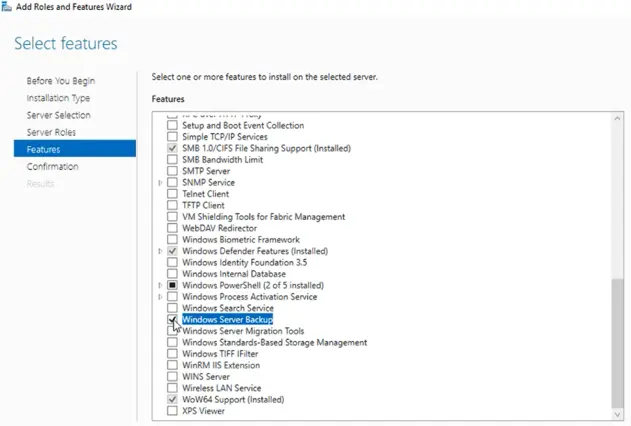 Add Roles and Features Wizard
Select features
Before You Begin
Installation Type
Server Selection
Server Roles
Features
Confirmation
Results
Select one or more features to install on the selected server.
Features
Setup and Boot Event Collection
Simple TCP/IP Services
SMB 1.0/CIFS File Sharing Support (Installed)
SMB Bandwidth Limit
SMTP Server
SNMP Service
Telnet Client
TFTP Client
VM Shielding Tools for Fabric Management
WebDAV Redirector
Windows Biometric Framework
Windows Defender Features (Installed)
Windows Identity Foundation 3.5
Windows Internal Database
Windows PowerShell (2 of 5 installed)
Windows Process Activation Service
Windows Search Service
Windows Server Backup
Windows Server Migration Tools
Windows Standards-Based Storage Management
Windows TIFF IFilter
WinRM IIS Extension
WINS Server
Wireless LAN Service
WoW64 Support (Installed)
XPS Viewer